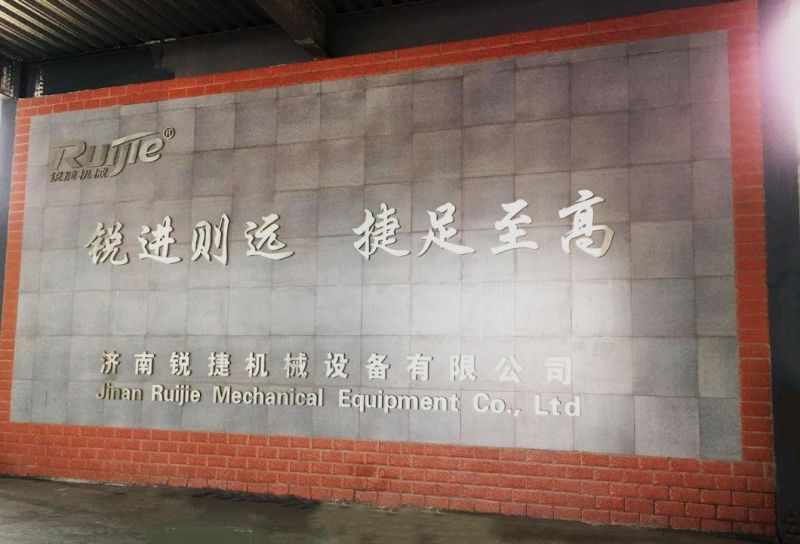 Ruijie®
锐捷机械
锐进则远 捷足至高
济南锐捷机械设备有限公司
Jinan Ruijie Mechanical Equipment Co., Ltd